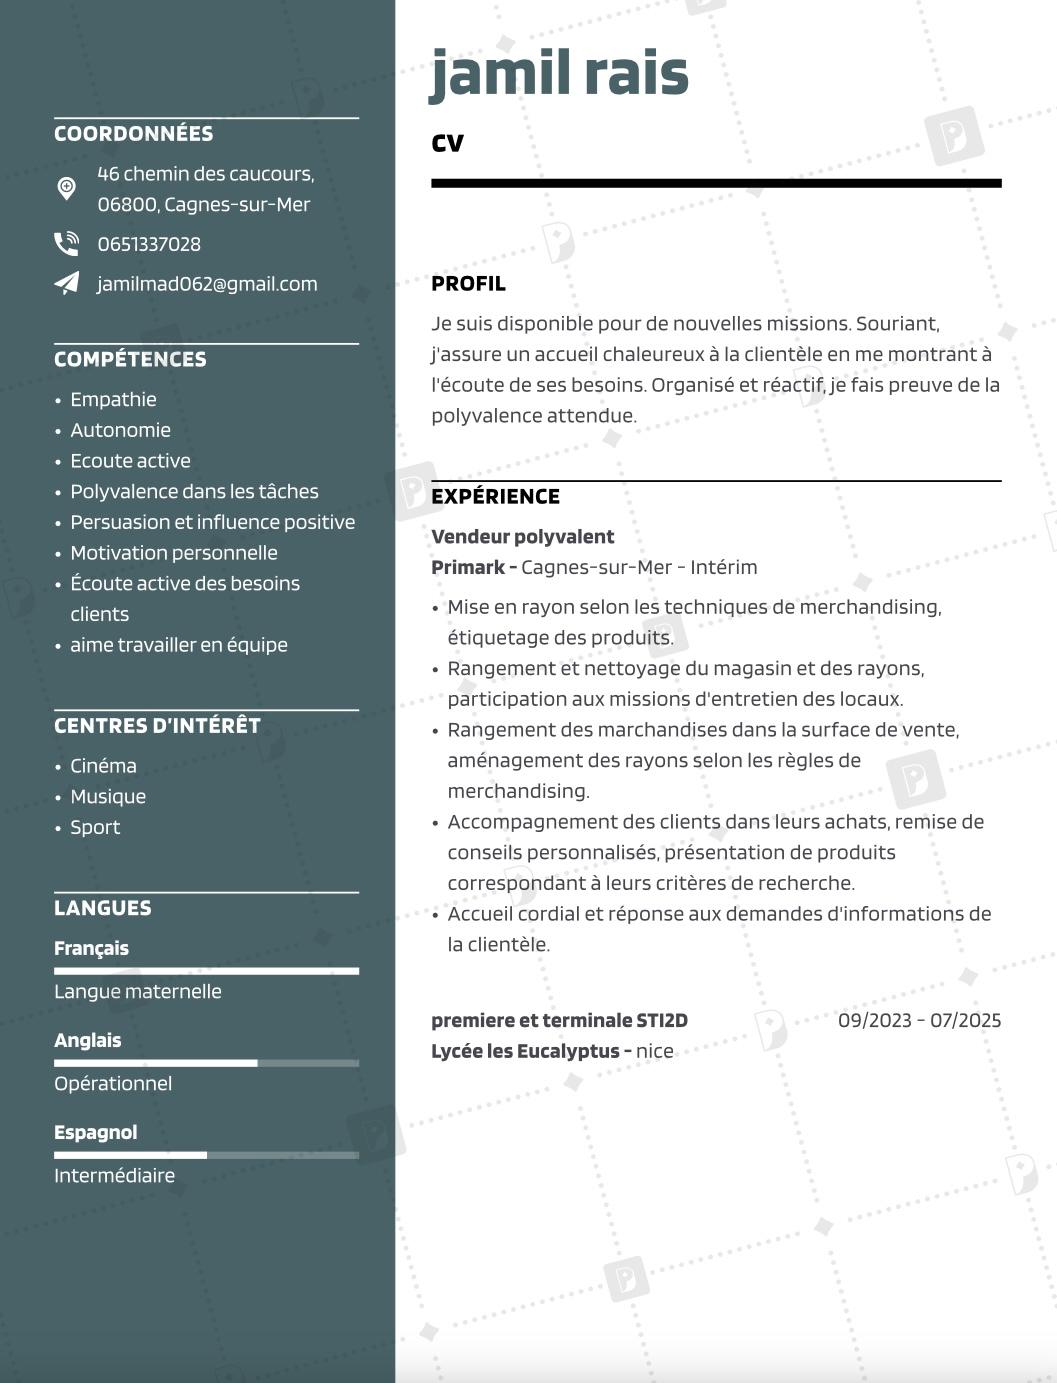 jamil rais
CV
COORDONNÉES
46 chemin des caucours,
06800, Cagnes-sur-Mer
0651337028
jamilmad062@gmail.com
COMPÉTENCES
• Empathie
• Autonomie
• Ecoute active
• Polyvalence dans les tâches
• Persuasion et influence positive
• Motivation personnelle
• Écoute active des besoins
clients
• aime travailler en équipe
CENTRES D'INTÉRÊT
• Cinéma
• Musique
• Sport
LANGUES
Français
Langue maternelle
Anglais
Opérationnel
Espagnol
Intermédiaire
PROFIL
Je suis disponible pour de nouvelles missions. Souriant,
j'assure un accueil chaleureux à la clientèle en me montrant à
l'écoute de ses besoins. Organisé et réactif, je fais preuve de la
polyvalence attendue.
EXPÉRIENCE
Vendeur polyvalent
Primark - Cagnes-sur-Mer - Intérim
• Mise en rayon selon les techniques de merchandising,
étiquetage des produits.
• Rangement et nettoyage du magasin et des rayons,
participation aux missions d'entretien des locaux.
• Rangement des marchandises dans la surface de vente,
aménagement des rayons selon les règles de
merchandising.
• Accompagnement des clients dans leurs achats, remise de
conseils personnalisés, présentation de produits
correspondant à leurs critères de recherche.
• Accueil cordial et réponse aux demandes d'informations de
la clientèle.
premiere et terminale STI2D 09/2023 - 07/2025
Lycée les Eucalyptus - nice